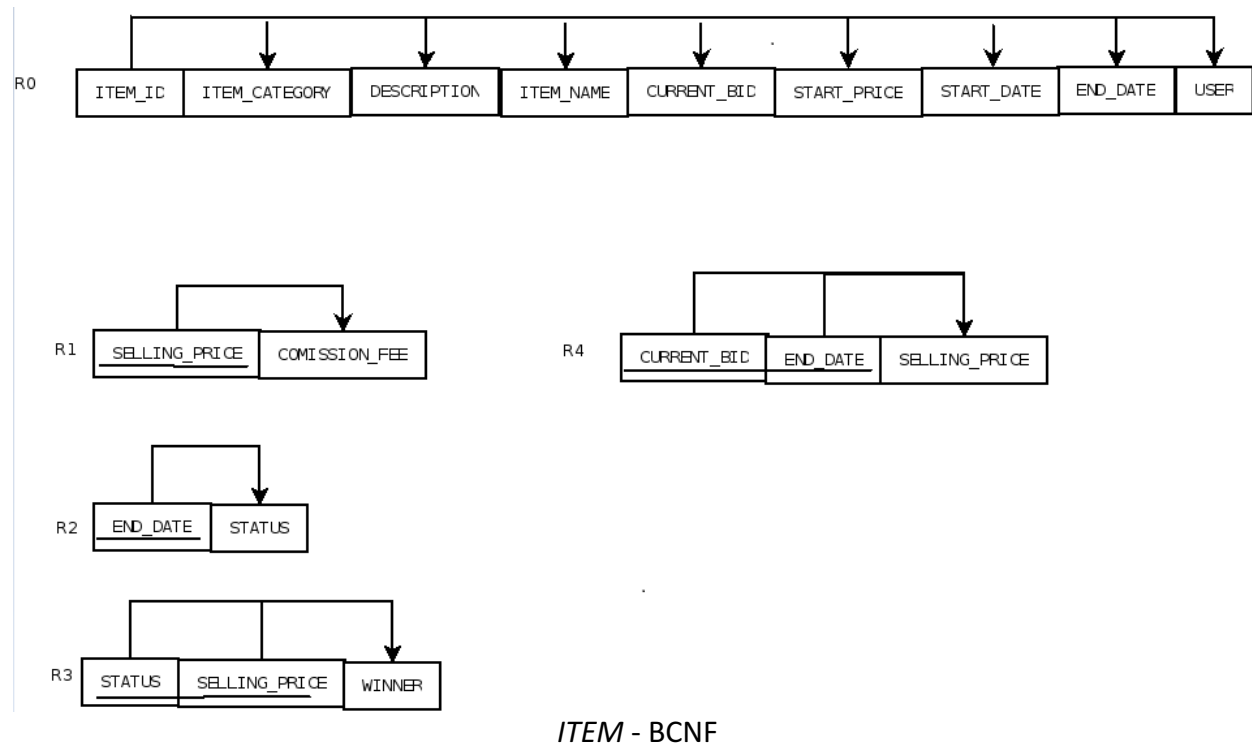 R0 ITEM_ID ITEM_CATEGORY DESCRIPTION ITEM_NAME CURRENT_BID START_PRICE START_DATE END_DATE USER
R1 SELLING_PRICE COMISSION_FEE
R4 CURRENT_BID END_DATE SELLING_PRICE
R2 END_DATE STATUS
R3 STATUS SELLING_PRICE WINNER
ITEM - BCNF